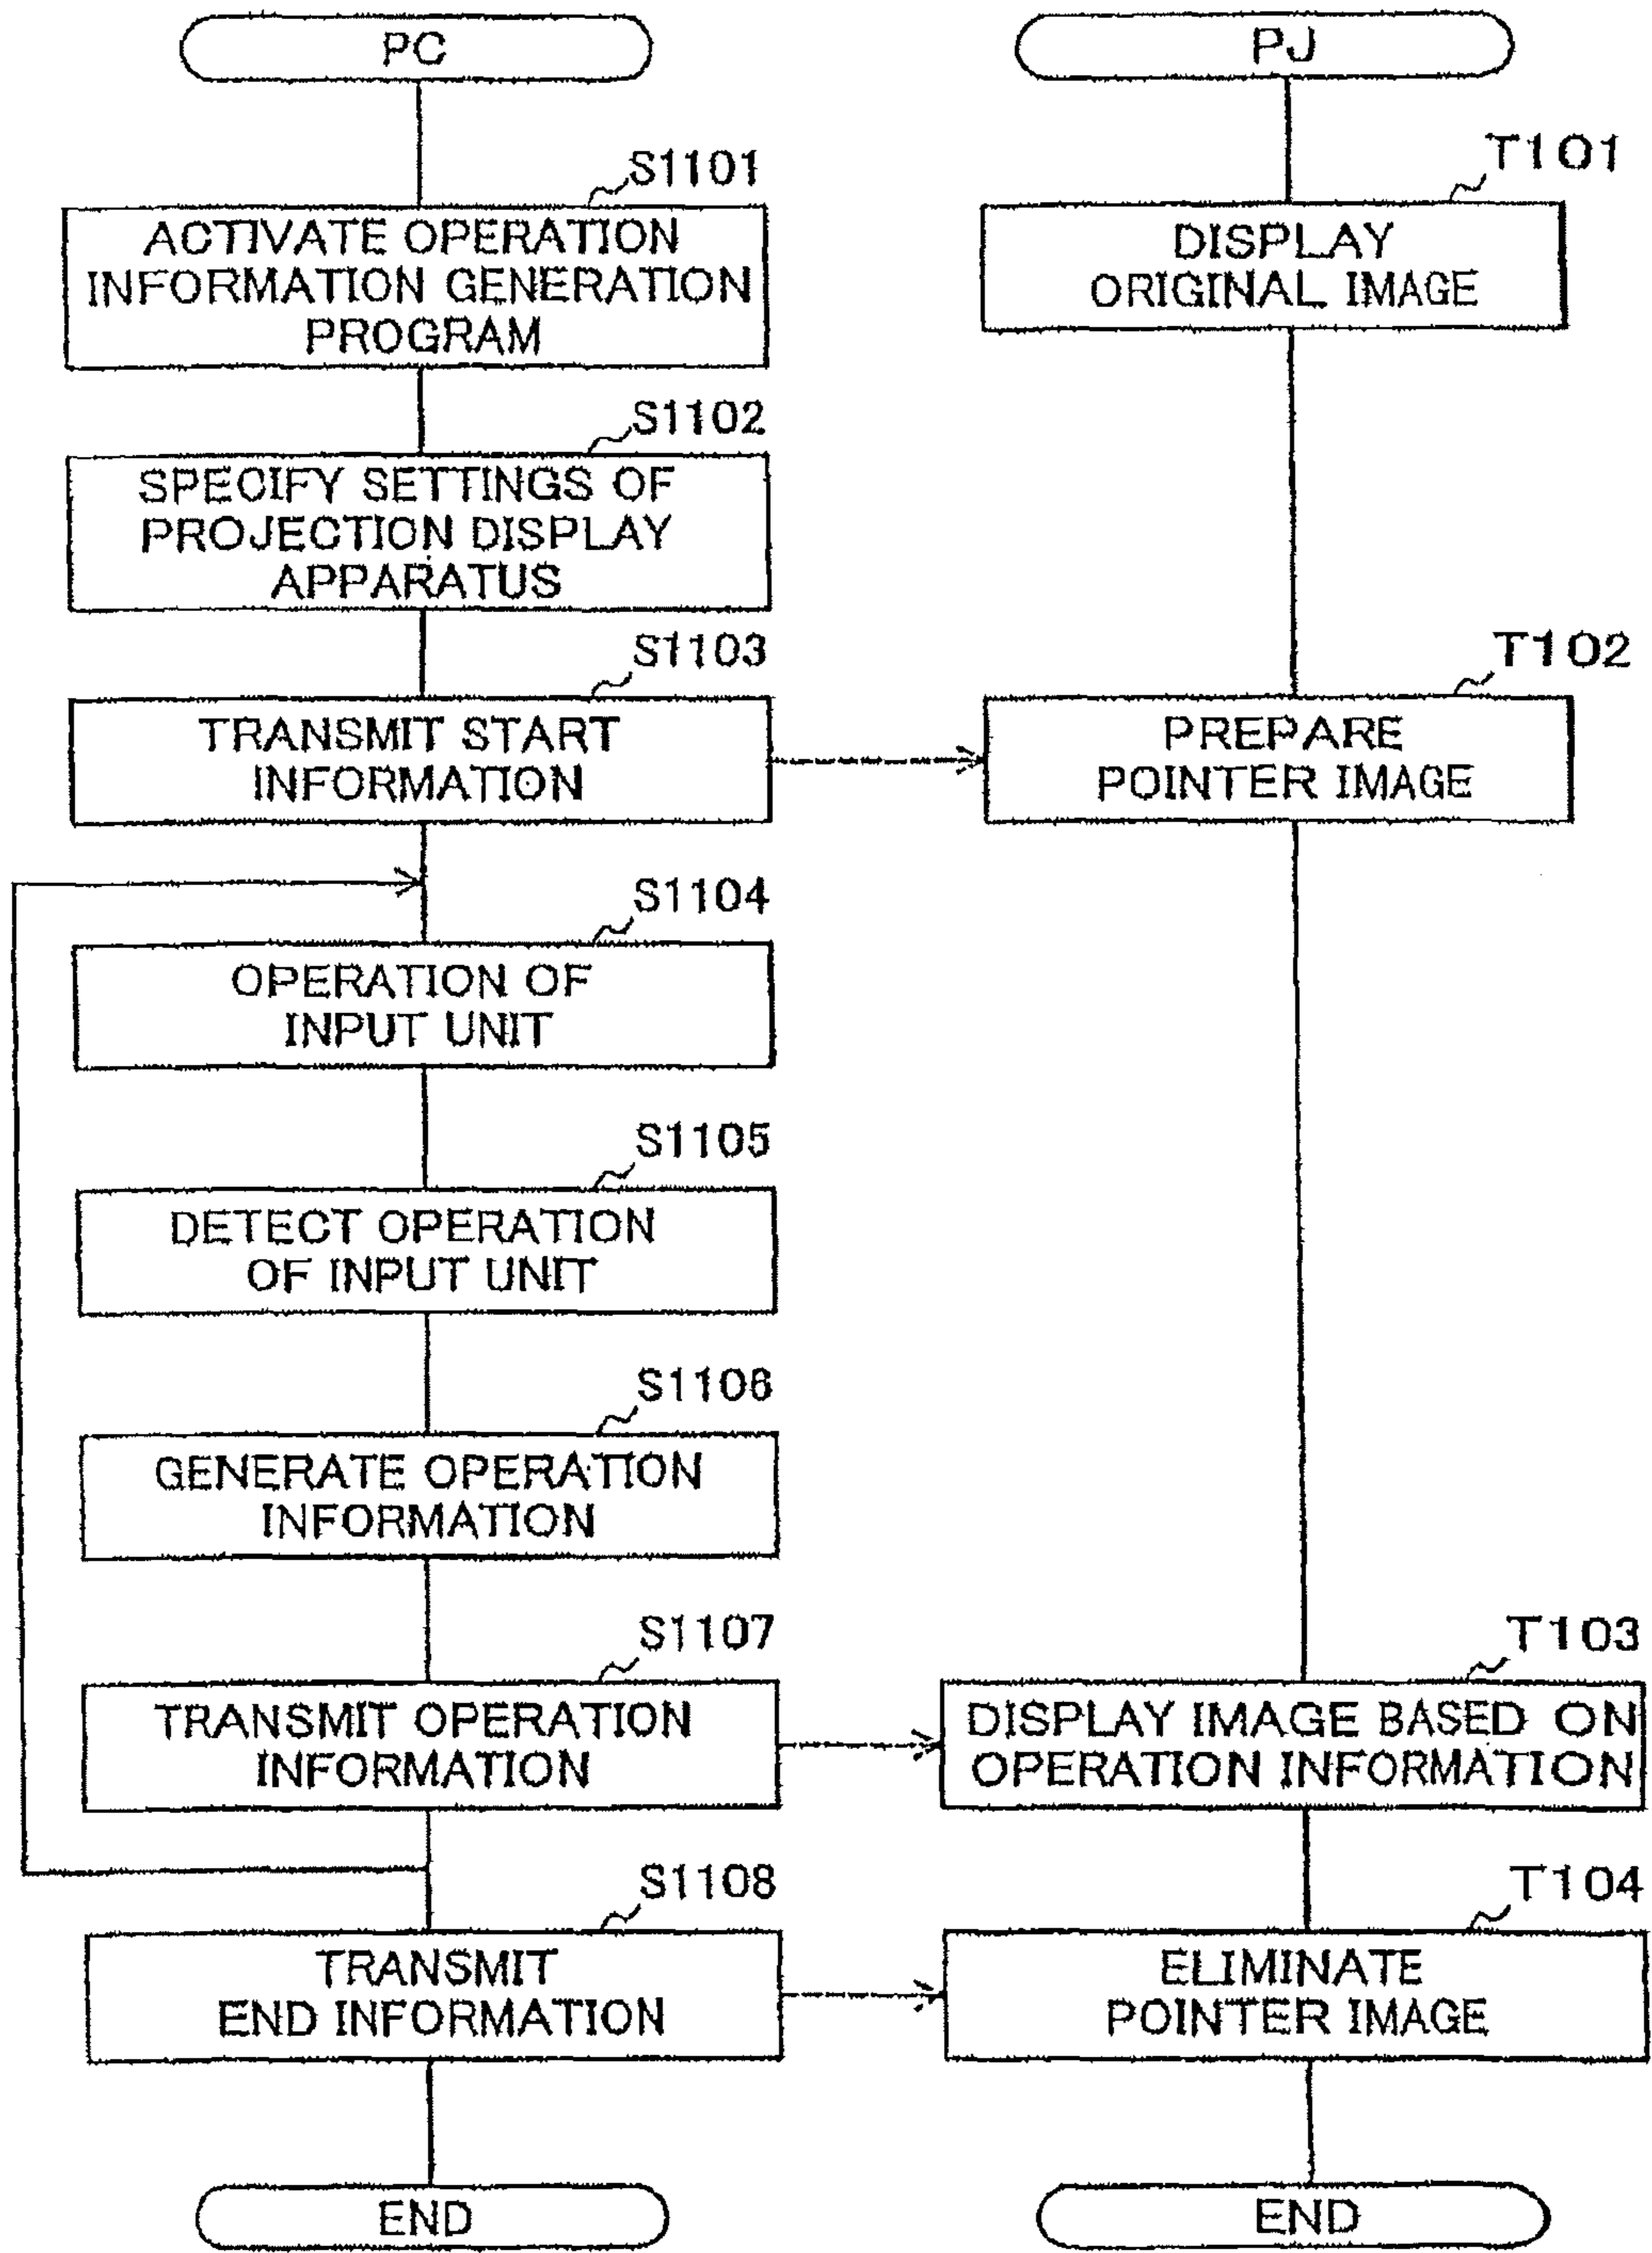 PC
S1101
ACTIVATE OPERATION
INFORMATION GENERATION
PROGRAM
S1102
SPECIFY SETTINGS OF
PROJECTION DISPLAY
APPARATUS
S1103
TRANSMIT START
INFORMATION
S1104
OPERATION OF
INPUT UNIT
S1105
DETECT OPERATION
OF INPUT UNIT
S1106
GENERATE OPERATION
INFORMATION
S1107
TRANSMIT OPERATION
INFORMATION
S1108
TRANSMIT
END INFORMATION
END
PJ
T101
DISPLAY
ORIGINAL IMAGE
T102
PREPARE
POINTER IMAGE
T103
DISPLAY IMAGE BASED ON
OPERATION INFORMATION
T104
ELIMINATE
POINTER IMAGE
END